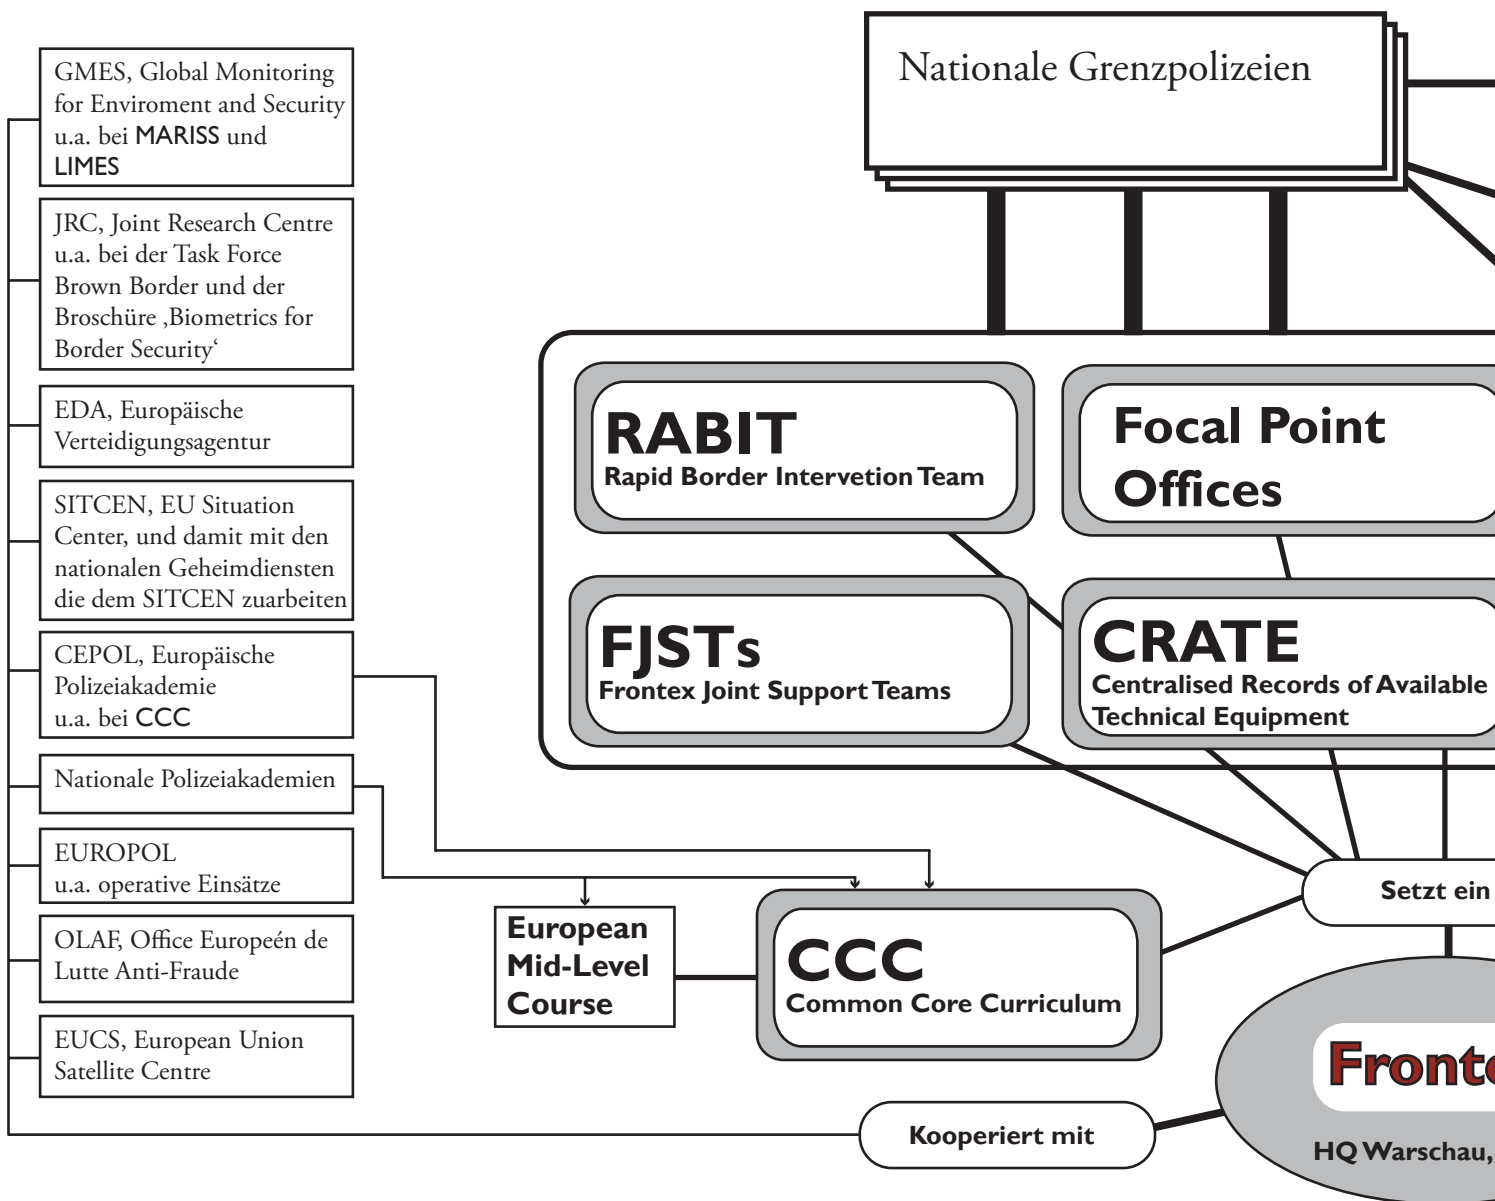 GMES, Global Monitoring
for Enviroment and Security
u.a. bei MARISS und
LIMES
JRC, Joint Research Centre
u.a. bei der Task Force
Brown Border und der
Broschüre ‚Biometrics for
Border Security‘
EDA, Europäische
Verteidigungsagentur
SITCEN, EU Situation
Center, und damit mit den
nationalen Geheimdiensten
die dem SITCEN zuarbeiten
CEPOL, Europäische
Polizeiakademie
u.a. bei CCC
Nationale Polizeiakademien
EUROPOL
u.a. operative Einsätze
OLAF, Office Europeén de
Lutte Anti-Fraude
EUCS, European Union
Satellite Centre
Nationale Grenzpolizeien
RABIT
Rapid Border Intervetion Team
Focal Point
Offices
FJSTs
Frontex Joint Support Teams
CRATE
Centralised Records of Available
Technical Equipment
Setzt ein
European
Mid-Level
Course
CCC
Common Core Curriculum
Kooperiert mit
HQ Warschau,